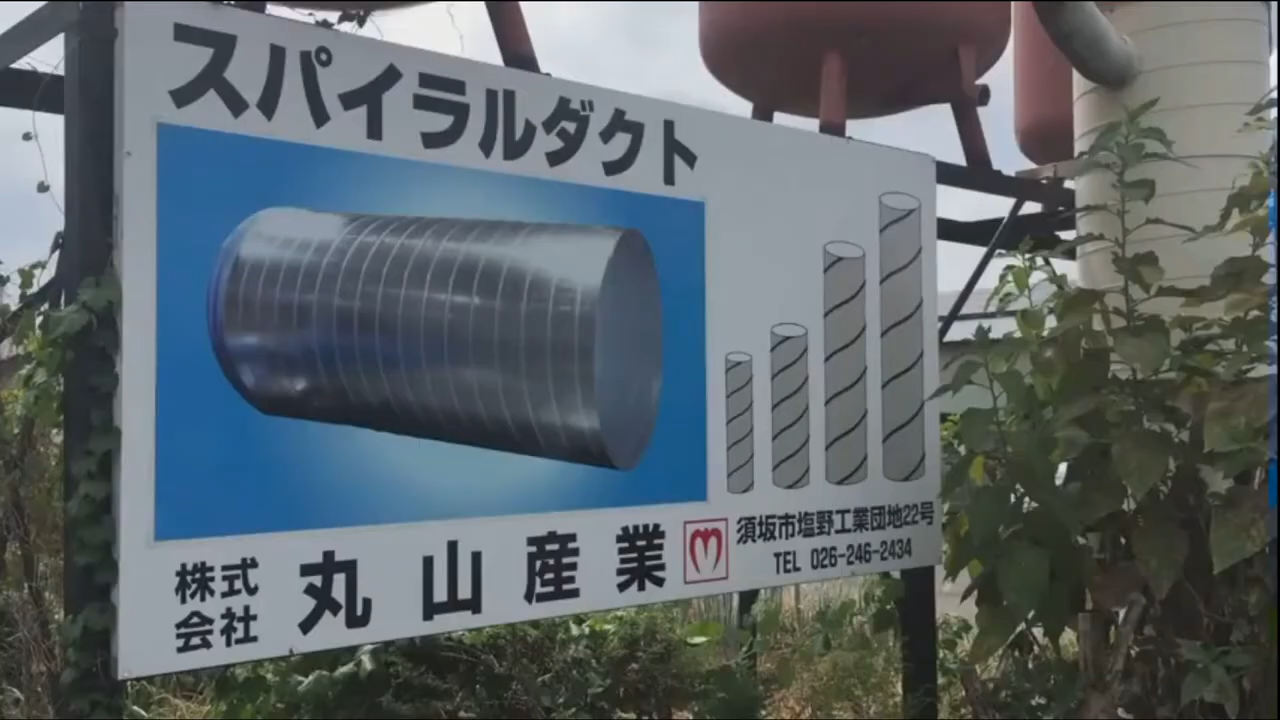 スパイラルダクト
株式
会社
丸山産業
須坂市塩野工業団地22号
TEL 026-246-2434